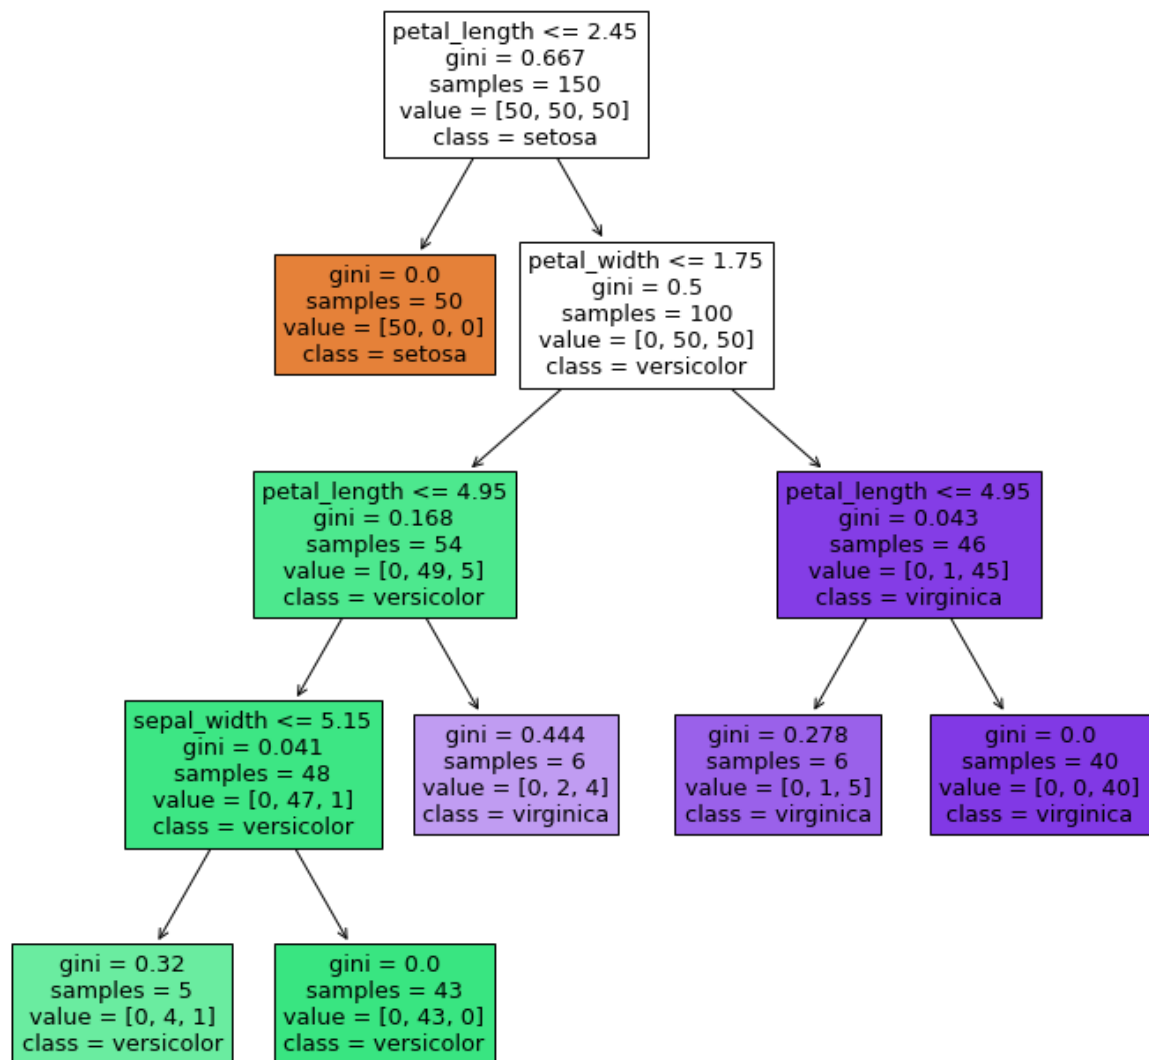 petal_length <= 2.45
gini = 0.667
samples = 150
value = [50, 50, 50]
class = setosa
gini = 0.0
samples = 50
value = [50, 0, 0]
class = setosa
petal_width <= 1.75
gini = 0.5
samples = 100
value = [0, 50, 50]
class = versicolor
petal_length <= 4.95
gini = 0.168
samples = 54
value = [0, 49, 5]
class = versicolor
petal_length <= 4.95
gini = 0.043
samples = 46
value = [0, 1, 45]
class = virginica
sepal_width <= 5.15
gini = 0.041
samples = 48
value = [0, 47, 1]
class = versicolor
gini = 0.444
samples = 6
value = [0, 2, 4]
class = virginica
gini = 0.278
samples = 6
value = [0, 1, 5]
class = virginica
gini = 0.0
samples = 40
value = [0, 0, 40]
class = virginica
gini = 0.32
samples = 5
value = [0, 4, 1]
class = versicolor
gini = 0.0
samples = 43
value = [0, 43, 0]
class = versicolor